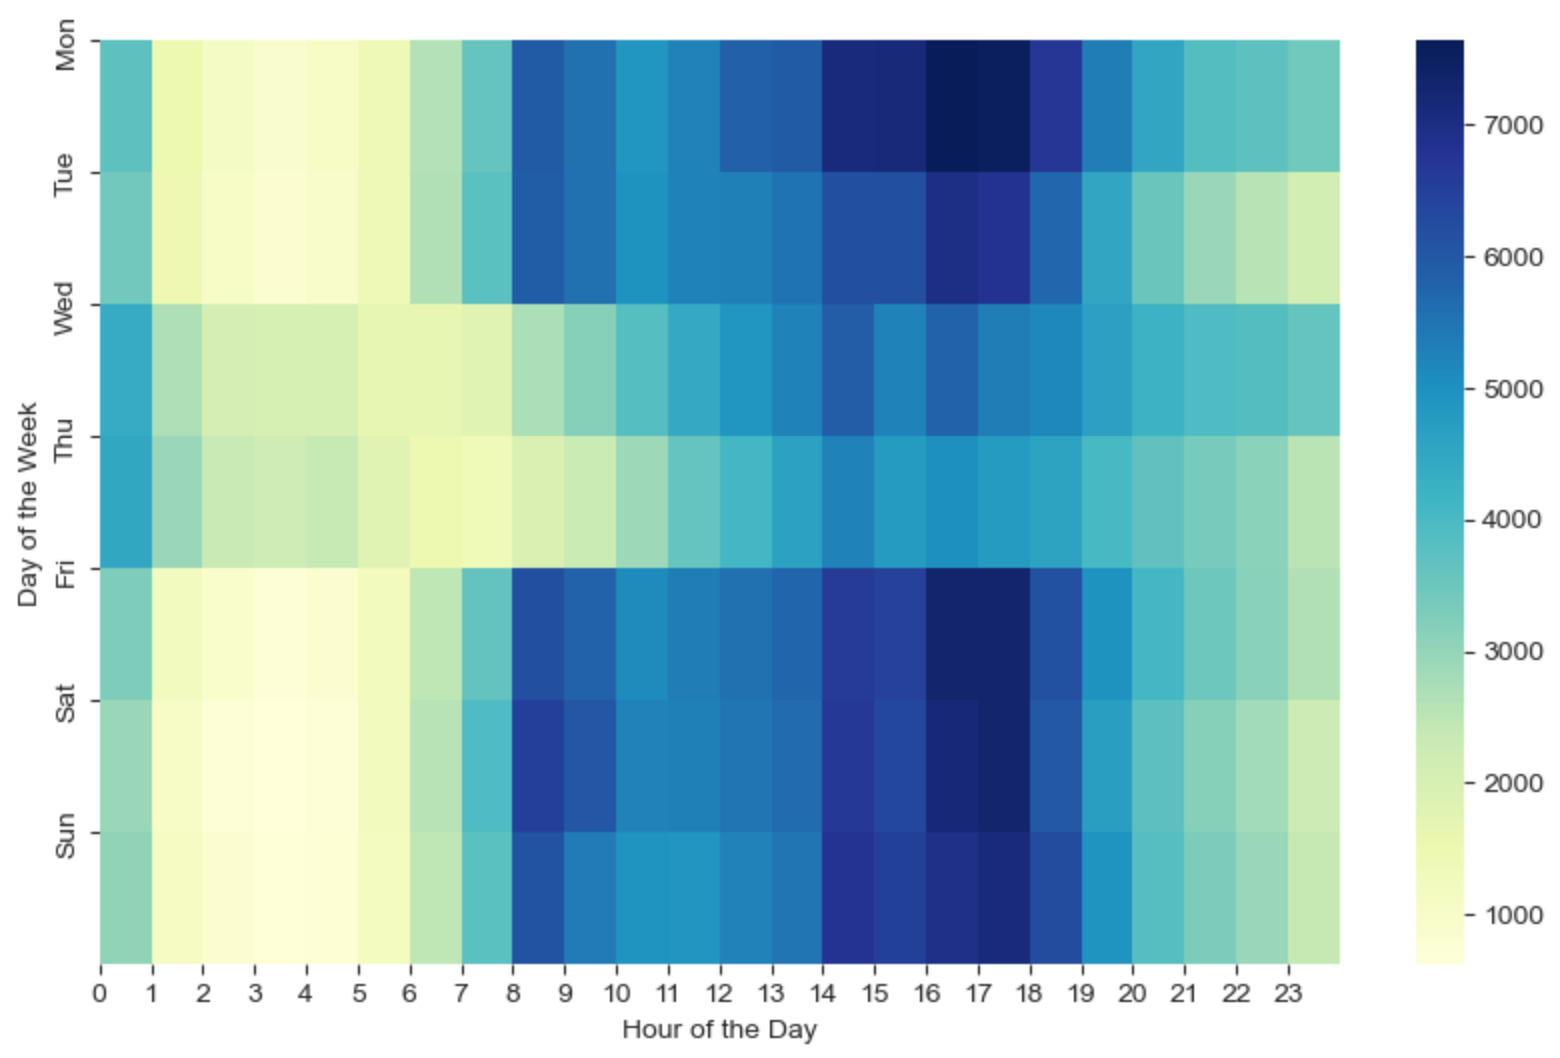 Mon
Tue
Wed
Thu
Fri
Sat
Sun
Day of the Week
0 1 2 3 4 5 6 7 8 9 10 11 12 13 14 15 16 17 18 19 20 21 22 23
Hour of the Day
7000
6000
5000
4000
3000
2000
1000